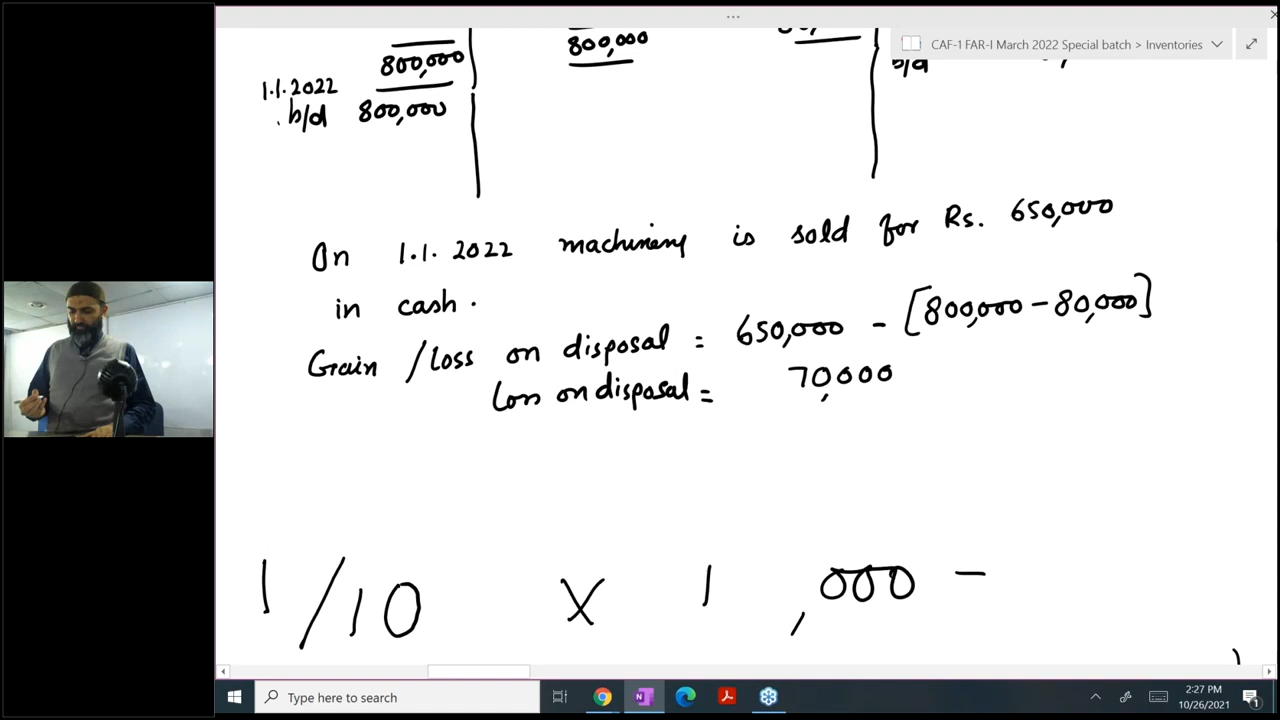 CAF-1 FAR-I March 2022 Special batch > Inventories
800,000
800,000
1.1.2022
b/d 800,000
b/d
On 1.1.2022 machinery is sold for Rs. 650,000
in cash.
Gain/Loss on disposal = 650,000 - [800,000 - 80,000]
Loss on disposal = 70,000
1/10 X 1,000 -
Type here to search
2:27 PM
10/26/2021
1